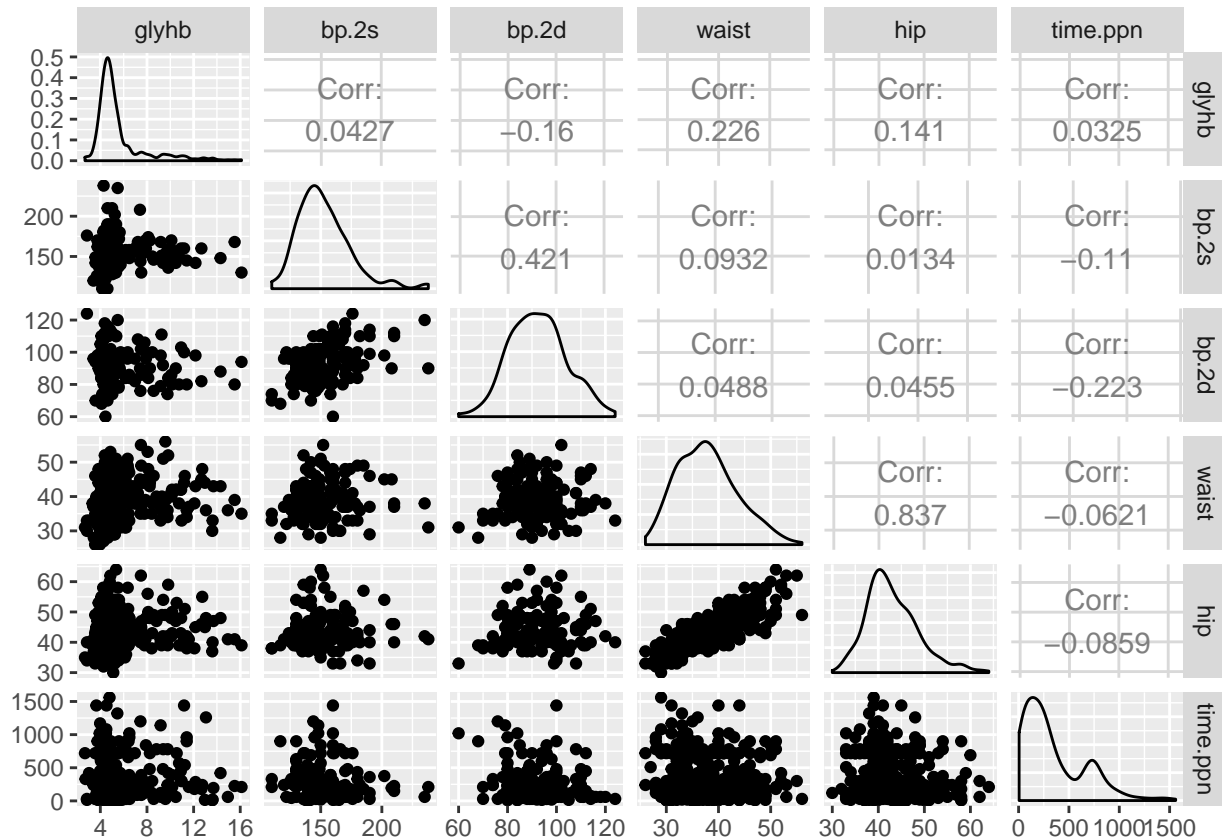 glyhb bp.2s bp.2d waist hip time.ppn
0.5
0.4
0.3
0.2
0.1
0.0
Corr: Corr: Corr: Corr: Corr:
0.0427 −0.16 0.226 0.141 0.0325
glyhb
200
150
Corr: Corr: Corr: Corr:
0.421 0.0932 0.0134 −0.11
bp.2s
120
100
80
60
Corr: Corr: Corr:
0.0488 0.0455 −0.223
bp.2d
50
40
30
Corr: Corr:
0.837 −0.0621
waist
60
50
40
30
Corr:
−0.0859
hip
1500
1000
500
0
time.ppn
4 8 12 16 150 200 60 80 100 120 30 40 50 30 40 50 60 0 500 1000 1500